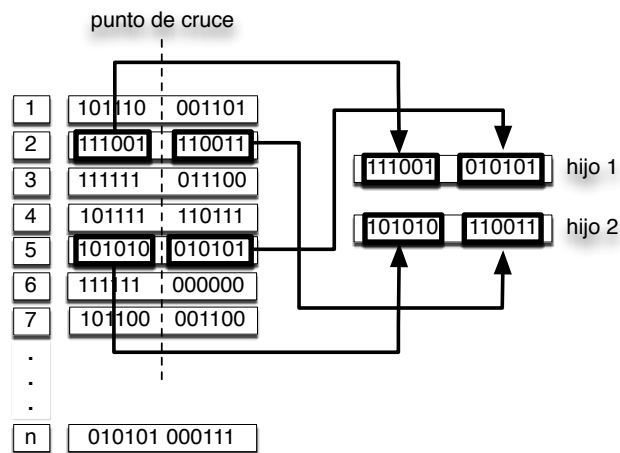 punto de cruce
1 101110 001101
2 111001 110011
3 111111 011100
4 101111 110111
5 101010 010101
6 111111 000000
7 101100 001100
.
.
.
n 010101 000111
111001 010101 hijo 1
101010 110011 hijo 2